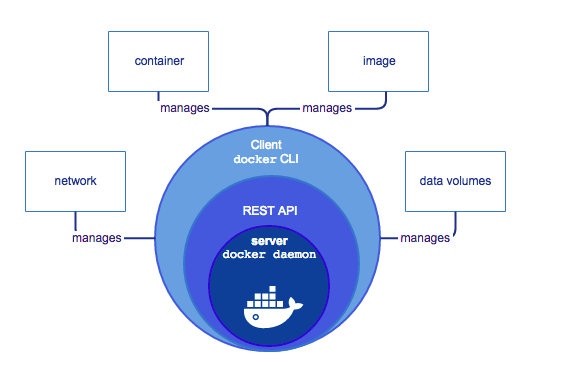 container
image
manages
manages
Client
docker CLI
network
data volumes
REST API
manages
manages
server
docker daemon